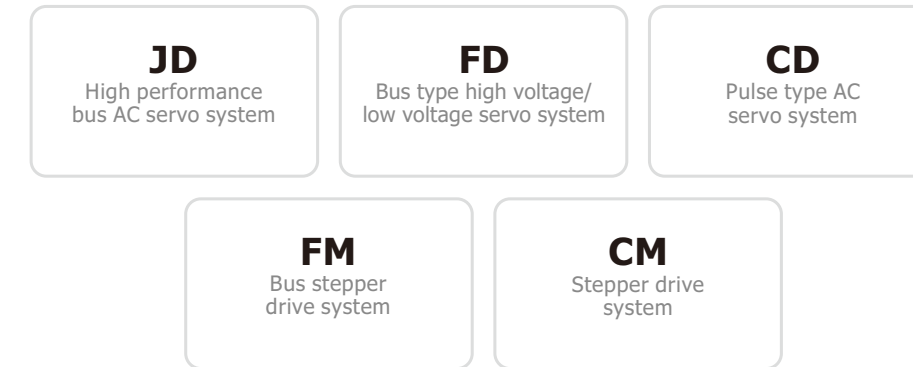 JD
High performance
bus AC servo system
FD
Bus type high voltage/
low voltage servo system
CD
Pulse type AC
servo system
FM
Bus stepper
drive system
CM
Stepper drive
system